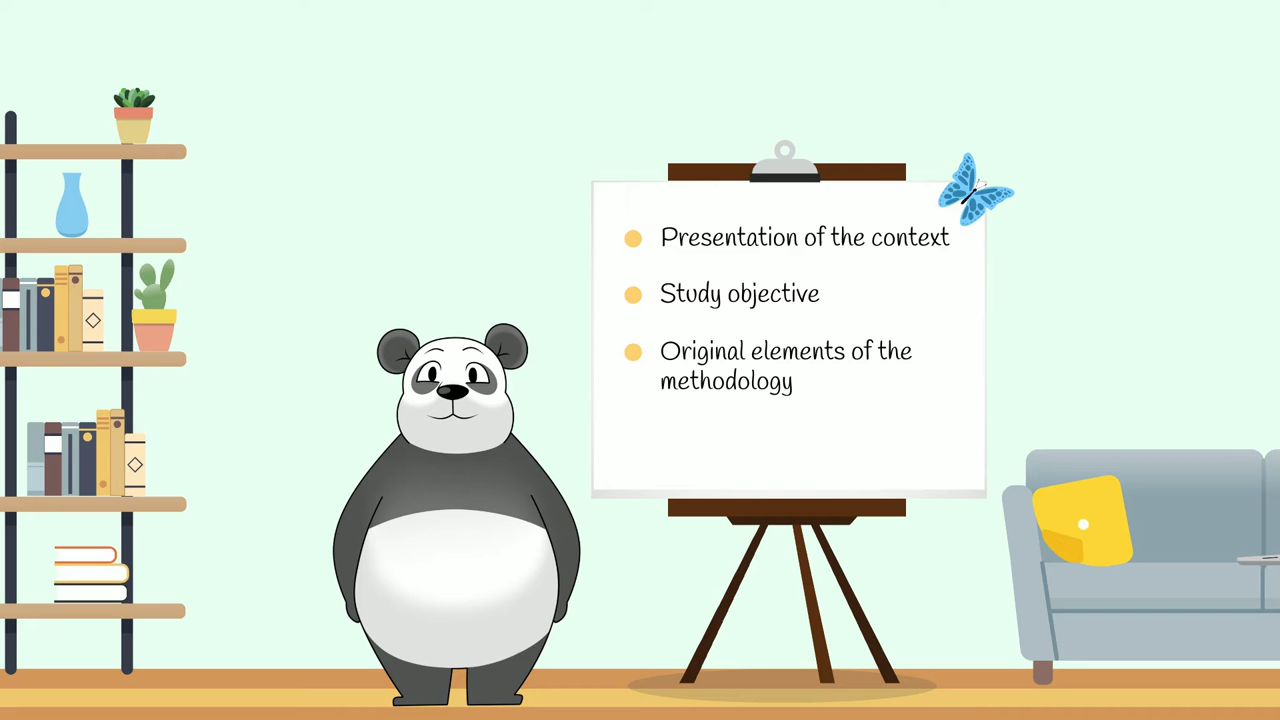 Presentation of the context
Study objective
Original elements of the
methodology